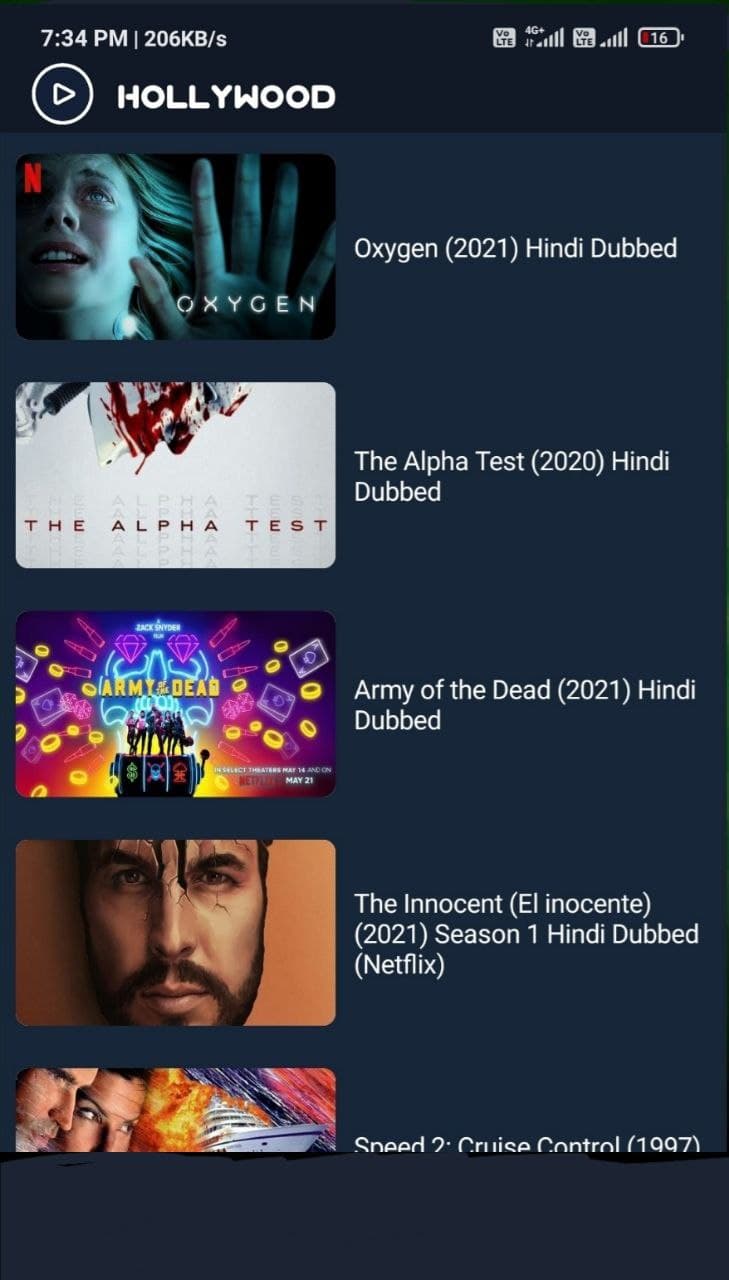 7:34 PM | 206KB/s
Vo LTE 4G+ Vo LTE 16
HOLLYWOOD
N
OXYGEN
Oxygen (2021) Hindi Dubbed
THE ALPHA TEST
THE ALPHA TEST
The Alpha Test (2020) Hindi
Dubbed
A
ZACK SNYDER
FILM
ARMY OF THE DEAD
IN SELECT THEATERS MAY 14 AND ON
NETFLIX MAY 21
Army of the Dead (2021) Hindi
Dubbed
The Innocent (El inocente)
(2021) Season 1 Hindi Dubbed
(Netflix)
Speed 2: Cruise Control (1997)